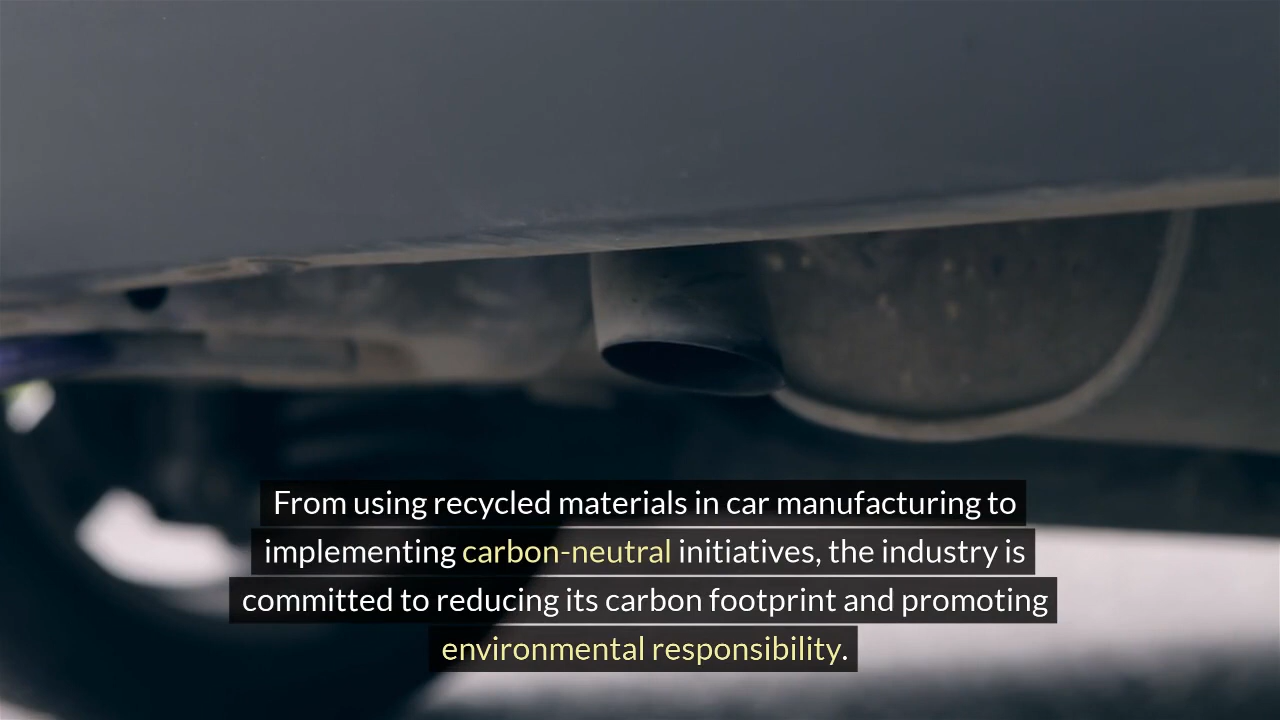 From using recycled materials in car manufacturing to
implementing carbon-neutral initiatives, the industry is
committed to reducing its carbon footprint and promoting
environmental responsibility.